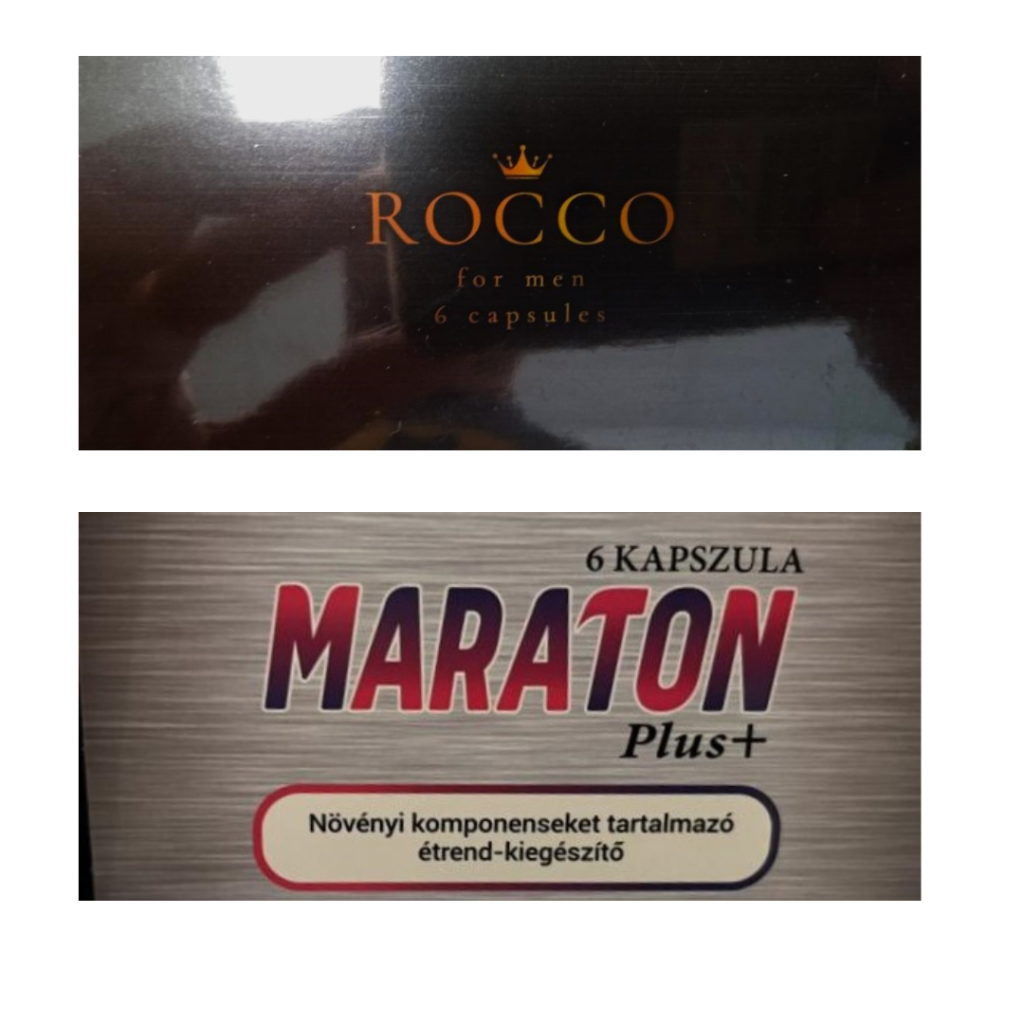 ROCCO
for men
6 capsules
6 KAPSZULA
MARATON
Plus+
Növényi komponenseket tartalmazó
étrend-kiegészítő